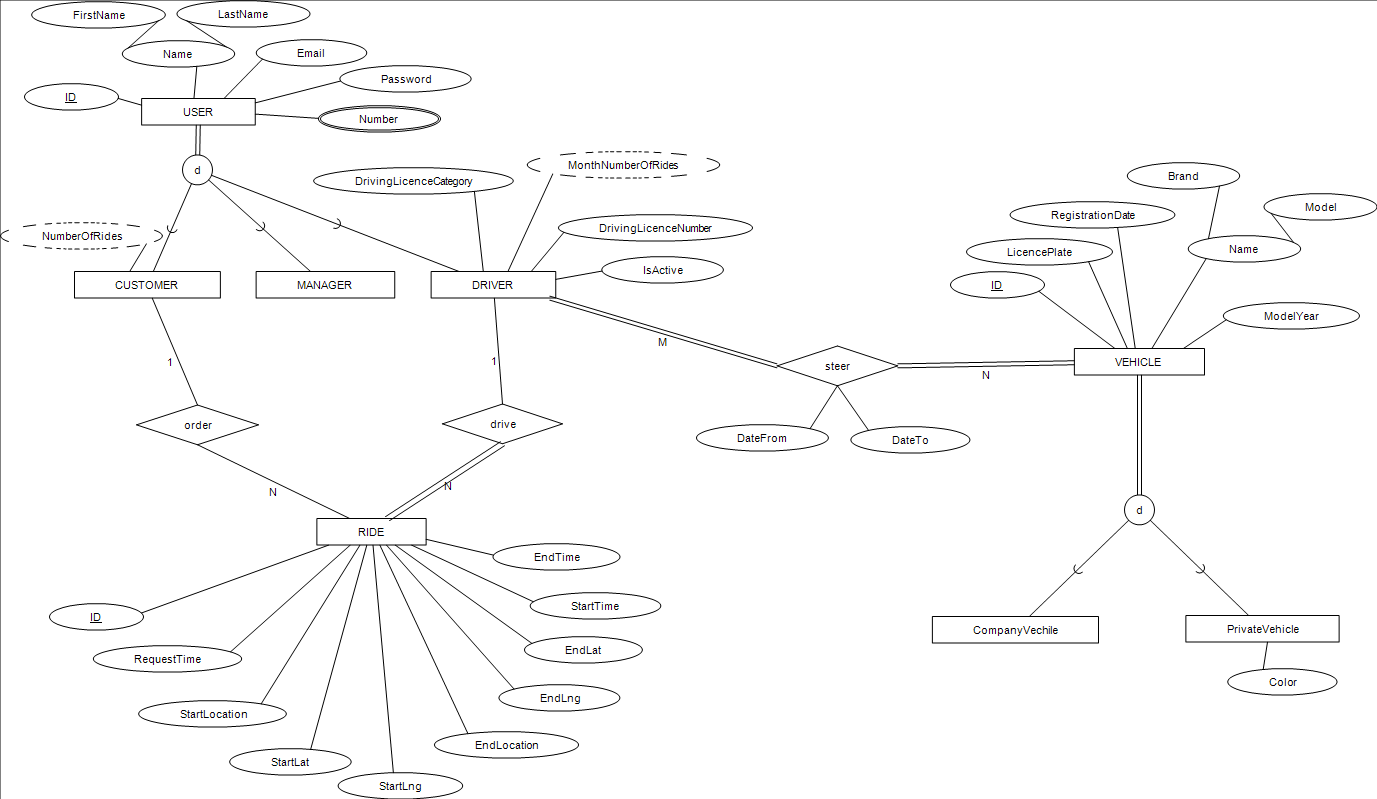 FirstName
LastName
Name
Email
Password
ID
USER
Number
d
MonthNumberOfRides
DrivingLicenceCategory
Brand
Model
RegistrationDate
DrivingLicenceNumber
NumberOfRides
LicencePlate
Name
IsActive
ID
CUSTOMER
MANAGER
DRIVER
ModelYear
M
1
1
steer
VEHICLE
N
order
drive
DateFrom
DateTo
N
N
d
RIDE
EndTime
ID
StartTime
CompanyVechile
PrivateVehicle
EndLat
RequestTime
Color
EndLng
StartLocation
EndLocation
StartLat
StartLng